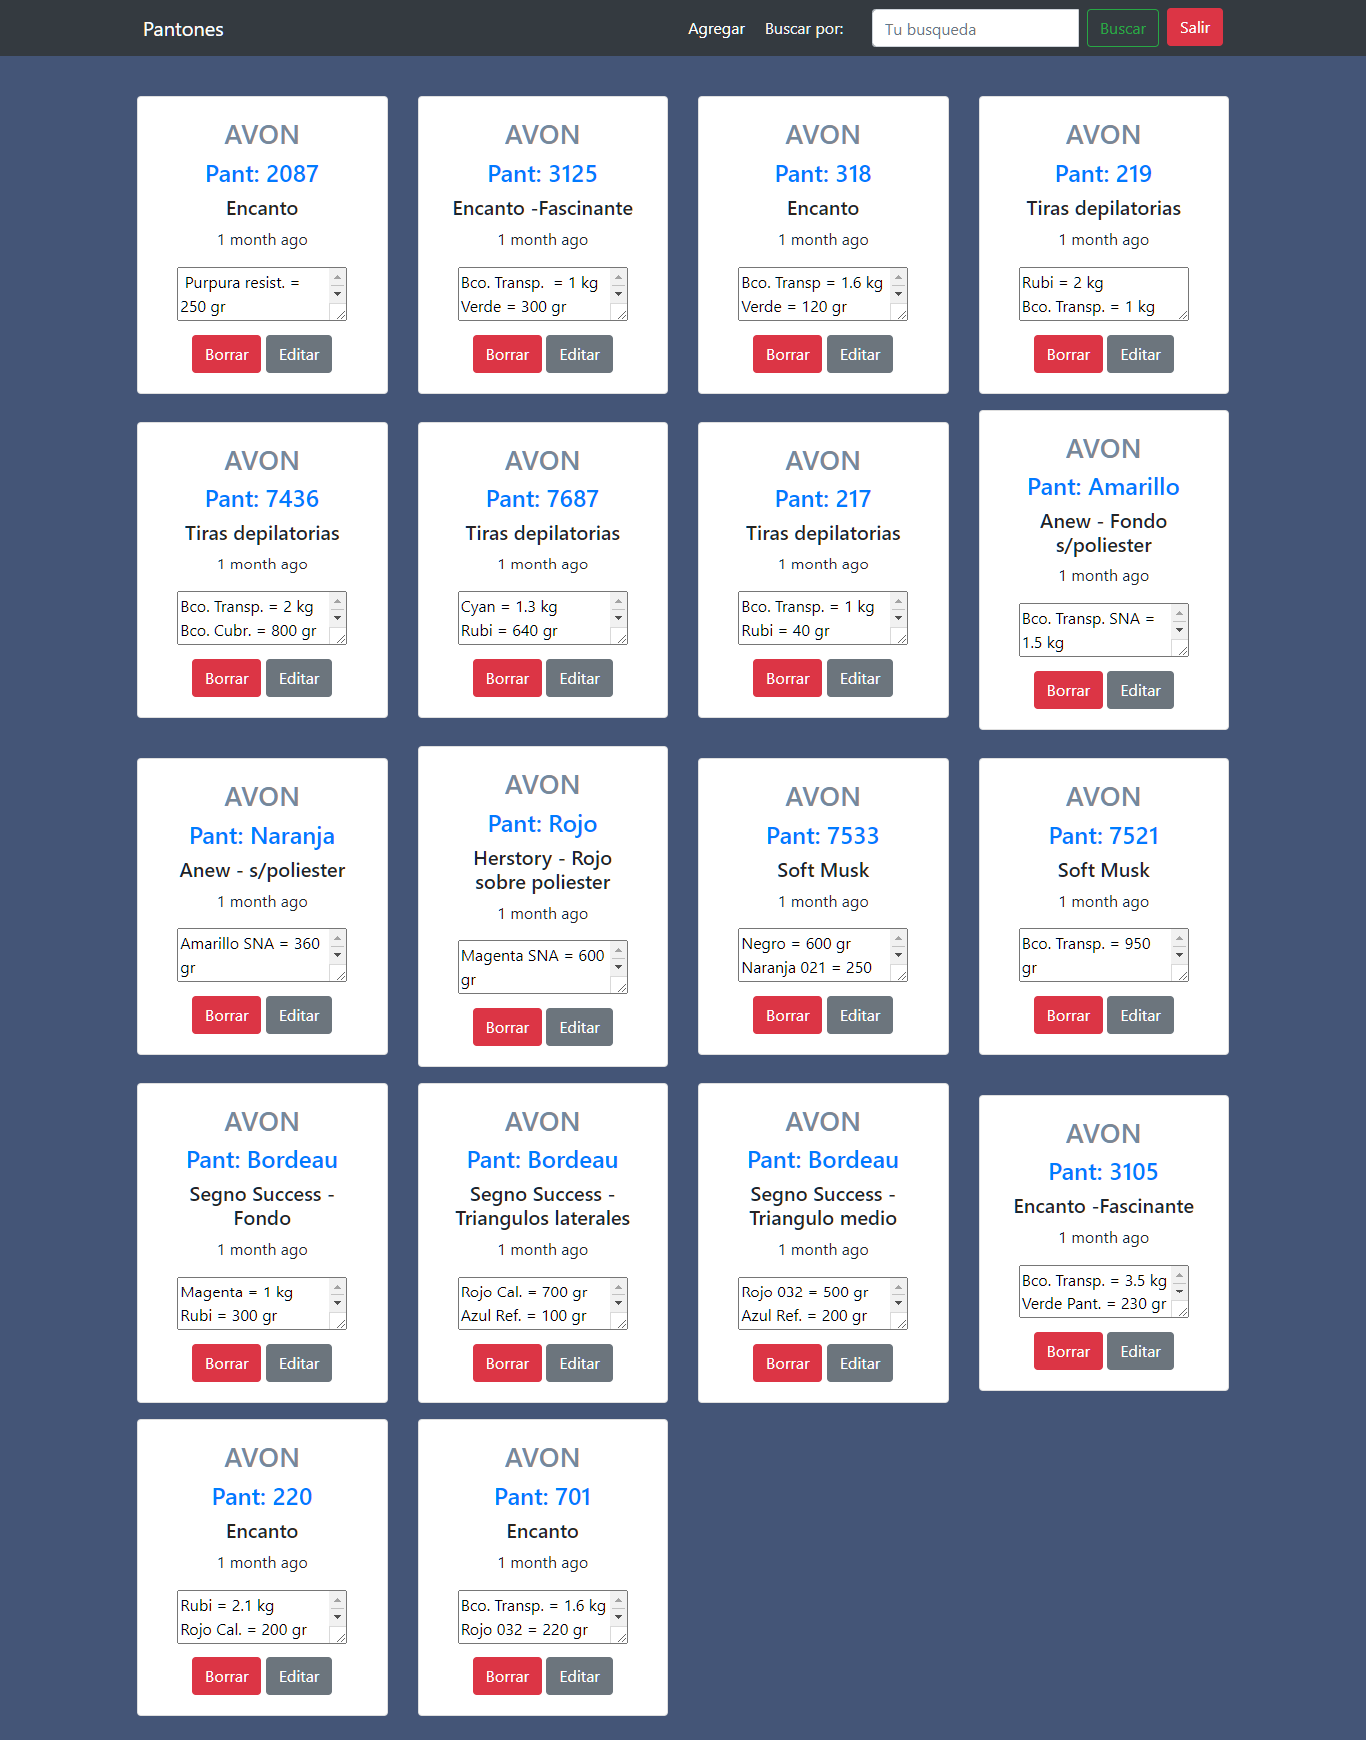 Pantones
Agregar
Buscar por:
Tu busqueda
Buscar
Salir
AVON
Pant: 2087
Encanto
1 month ago
Purpura resist. =
250 gr
Borrar
Editar
AVON
Pant: 3125
Encanto -Fascinante
1 month ago
Bco. Transp.  = 1 kg
Verde = 300 gr
Borrar
Editar
AVON
Pant: 318
Encanto
1 month ago
Bco. Transp = 1.6 kg
Verde = 120 gr
Borrar
Editar
AVON
Pant: 219
Tiras depilatorias
1 month ago
Rubi = 2 kg
Bco. Transp. = 1 kg
Borrar
Editar
AVON
Pant: 7436
Tiras depilatorias
1 month ago
Bco. Transp. = 2 kg
Bco. Cubr. = 800 gr
Borrar
Editar
AVON
Pant: 7687
Tiras depilatorias
1 month ago
Cyan = 1.3 kg
Rubi = 640 gr
Borrar
Editar
AVON
Pant: 217
Tiras depilatorias
1 month ago
Bco. Transp. = 1 kg
Rubi = 40 gr
Borrar
Editar
AVON
Pant: Amarillo
Anew - Fondo
s/poliester
1 month ago
Bco. Transp. SNA =
1.5 kg
Borrar
Editar
AVON
Pant: Naranja
Anew - s/poliester
1 month ago
Amarillo SNA = 360
gr
Borrar
Editar
AVON
Pant: Rojo
Herstory - Rojo
sobre poliester
1 month ago
Magenta SNA = 600
gr
Borrar
Editar
AVON
Pant: 7533
Soft Musk
1 month ago
Negro = 600 gr
Naranja 021 = 250
Borrar
Editar
AVON
Pant: 7521
Soft Musk
1 month ago
Bco. Transp. = 950
gr
Borrar
Editar
AVON
Pant: Bordeau
Segno Success -
Fondo
1 month ago
Magenta = 1 kg
Rubi = 300 gr
Borrar
Editar
AVON
Pant: Bordeau
Segno Success -
Triangulos laterales
1 month ago
Rojo Cal. = 700 gr
Azul Ref. = 100 gr
Borrar
Editar
AVON
Pant: Bordeau
Segno Success -
Triangulo medio
1 month ago
Rojo 032 = 500 gr
Azul Ref. = 200 gr
Borrar
Editar
AVON
Pant: 3105
Encanto -Fascinante
1 month ago
Bco. Transp. = 3.5 kg
Verde Pant. = 230 gr
Borrar
Editar
AVON
Pant: 220
Encanto
1 month ago
Rubi = 2.1 kg
Rojo Cal. = 200 gr
Borrar
Editar
AVON
Pant: 701
Encanto
1 month ago
Bco. Transp. = 1.6 kg
Rojo 032 = 220 gr
Borrar
Editar